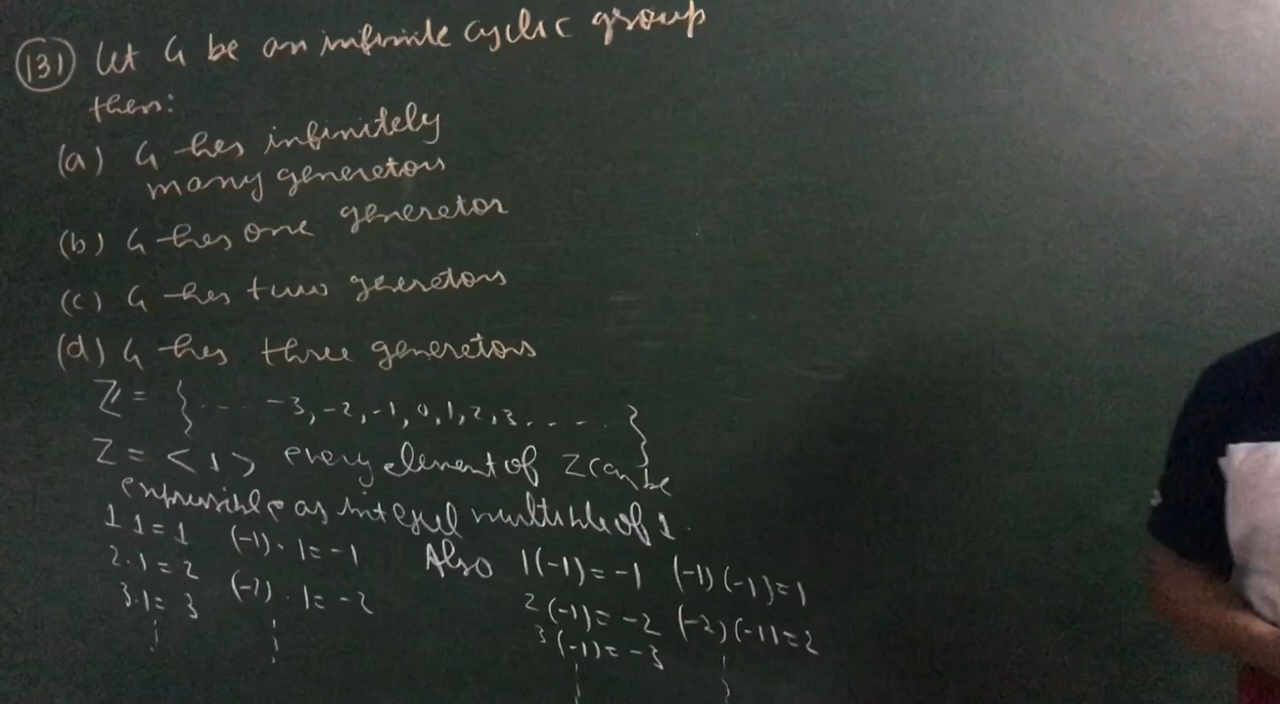 (131) Let G be an infinite cyclic group
then:
(a) G has infinitely
many generators
(b) G has one generator
(c) G has two generators
(d) G has three generators
Z = { ... -3, -2, -1, 0, 1, 2, 3 ..... }
Z = < 1 > every element of Z can be
expressible as integral multiple of 1.
1 1 = 1 (-1) · 1 = -1 Also 1(-1) = -1 (-1)(-1) = 1
2·1 = 2 (-2) · 1 = -2 2(-1) = -2 (-2)(-1) = 2
3·1 = 3 3(-1) = -3